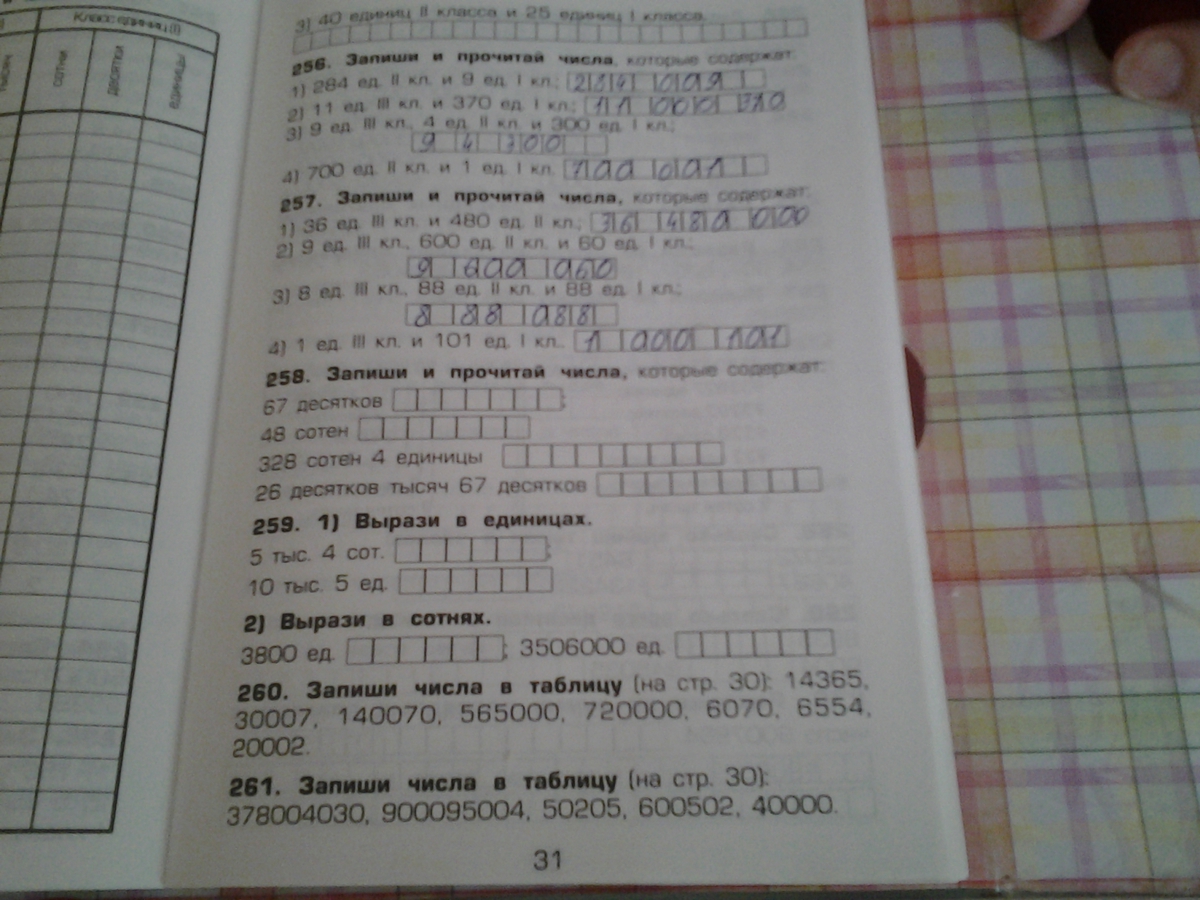 Класс единиц (I)
сотни
десятки
единицы
3) 40 единиц II класса и 25 единиц I класса.
256. Запиши и прочитай числа, которые содержат:
1) 284 ед. II кл. и 9 ед. I кл.; 284 009
2) 11 ед. III кл. и 370 ед. I кл.; 11 000 370
3) 9 ед. III кл., 4 ед. II кл. и 300 ед. I кл.;
9 4 300
4) 700 ед. II кл. и 1 ед. I кл. 700 001
257. Запиши и прочитай числа, которые содержат:
1) 36 ед. III кл. и 480 ед. II кл.; 36 480 000
2) 9 ед. III кл., 600 ед. II кл. и 60 ед. I кл.;
9 600 060
3) 8 ед. III кл., 88 ед. II кл. и 88 ед. I кл.;
8 88 088
4) 1 ед. III кл. и 101 ед. I кл.. 1 000 101
258. Запиши и прочитай числа, которые содержат:
67 десятков ;
48 сотен
328 сотен 4 единицы
26 десятков тысяч 67 десятков
259. 1) Вырази в единицах.
5 тыс. 4 сот. ;
10 тыс. 5 ед.
2) Вырази в сотнях.
3800 ед. ; 3506000 ед.
260. Запиши числа в таблицу (на стр. 30): 14365,
30007, 140070, 565000, 720000, 6070, 6554,
20002.
261. Запиши числа в таблицу (на стр. 30):
378004030, 900095004, 50205, 600502, 40000.
31